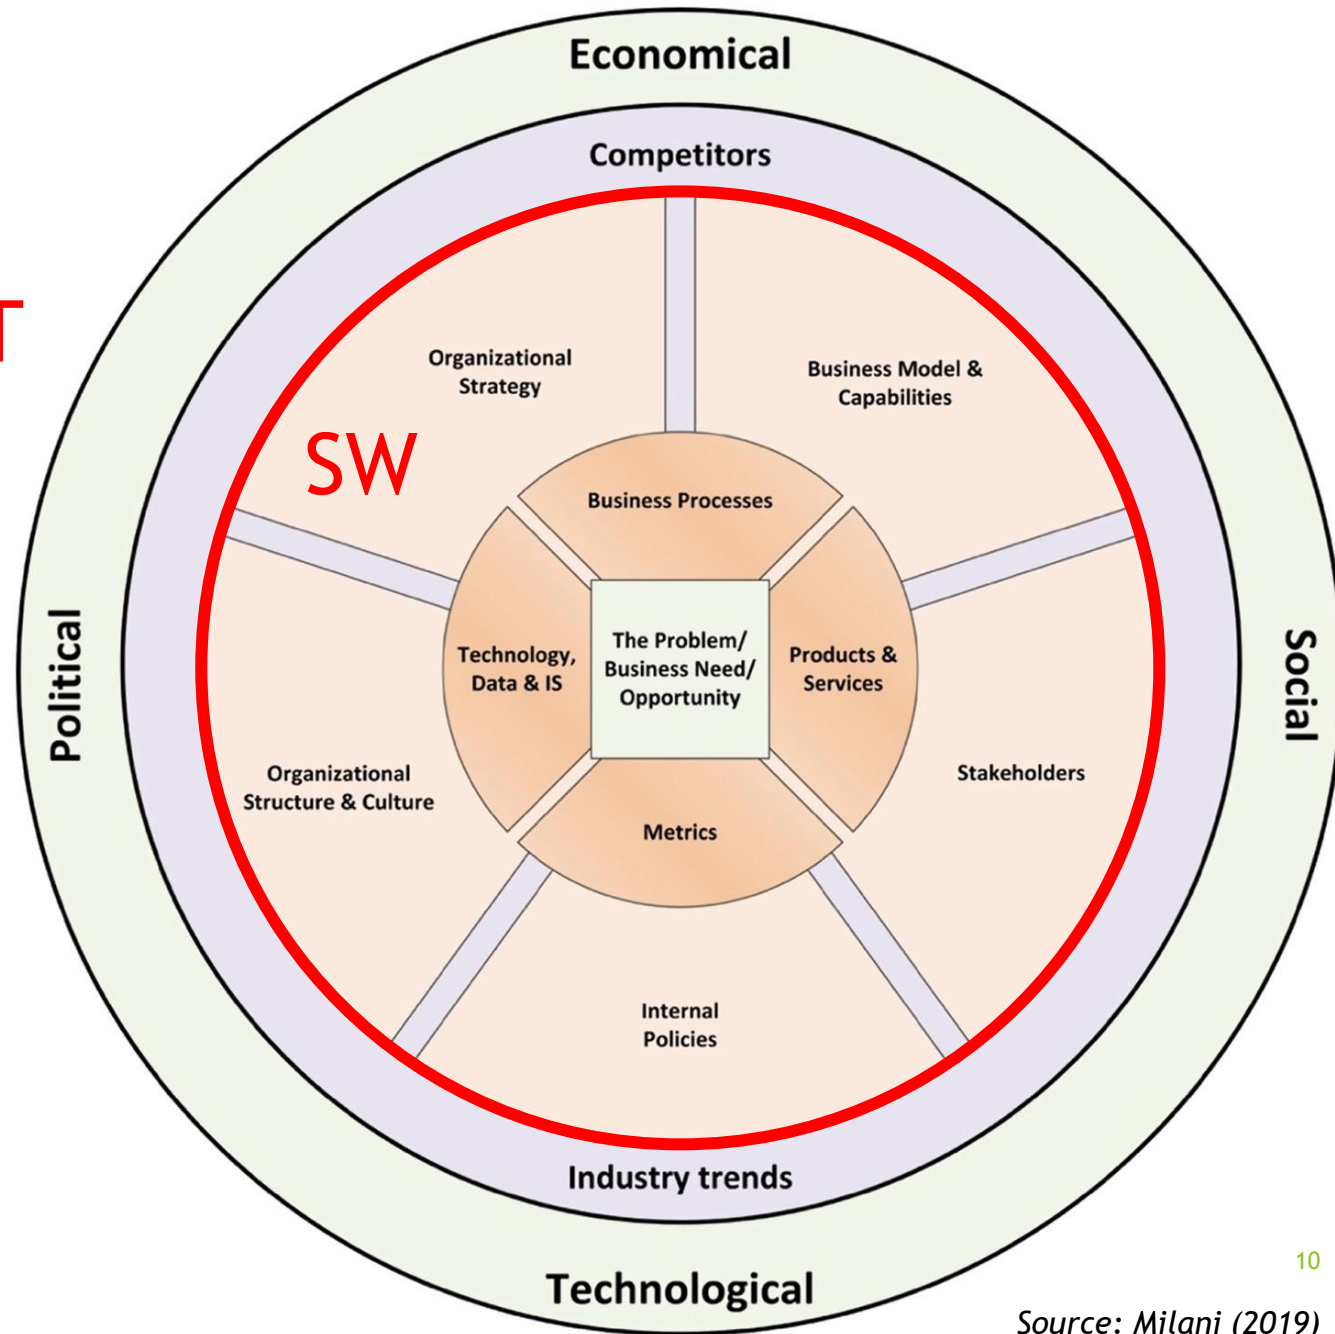 Economical
Competitors
T
Organizational
Strategy
Business Model &
Capabilities
SW
Business Processes
Political
Technology,
Data & IS
The Problem/
Business Need/
Opportunity
Products &
Services
Social
Organizational
Structure & Culture
Stakeholders
Metrics
Internal
Policies
Industry trends
Technological
10
Source: Milani (2019)